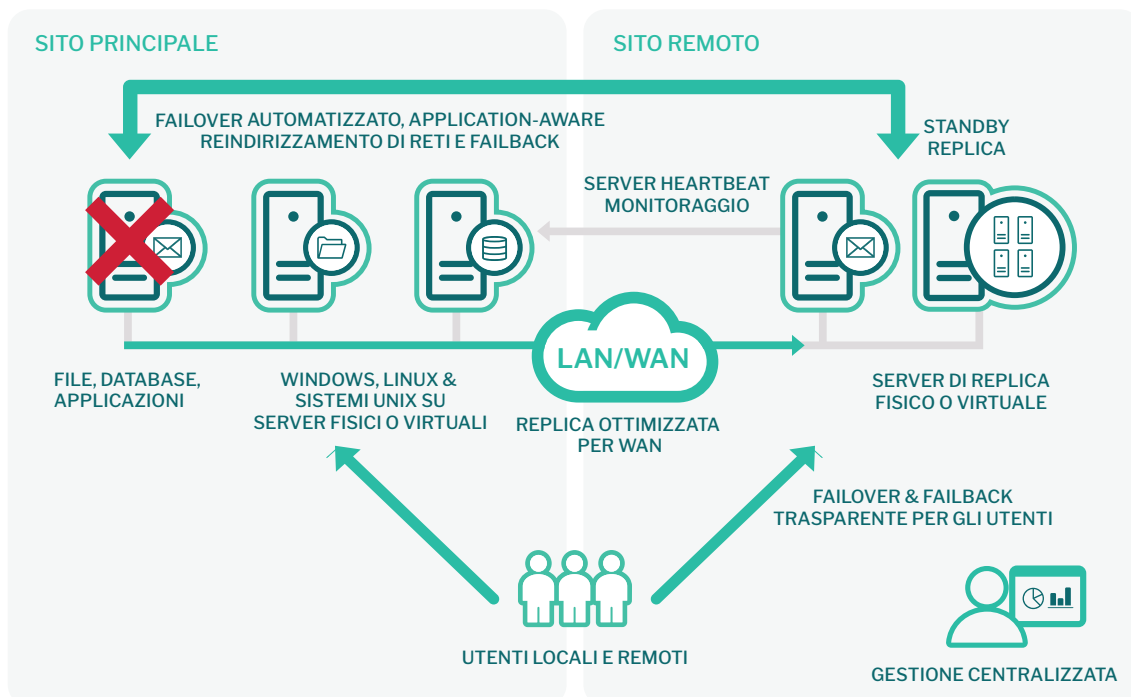 SITO PRINCIPALE
SITO REMOTO
FAILOVER AUTOMATIZZATO, APPLICATION-AWARE
REINDIRIZZAMENTO DI RETI E FAILBACK
STANDBY
REPLICA
SERVER HEARTBEAT
MONITORAGGIO
LAN/WAN
FILE, DATABASE,
APPLICAZIONI
WINDOWS, LINUX &
SISTEMI UNIX SU
SERVER FISICI O VIRTUALI
REPLICA OTTIMIZZATA
PER WAN
SERVER DI REPLICA
FISICO O VIRTUALE
FAILOVER & FAILBACK
TRASPARENTE PER GLI UTENTI
UTENTI LOCALI E REMOTI
GESTIONE CENTRALIZZATA